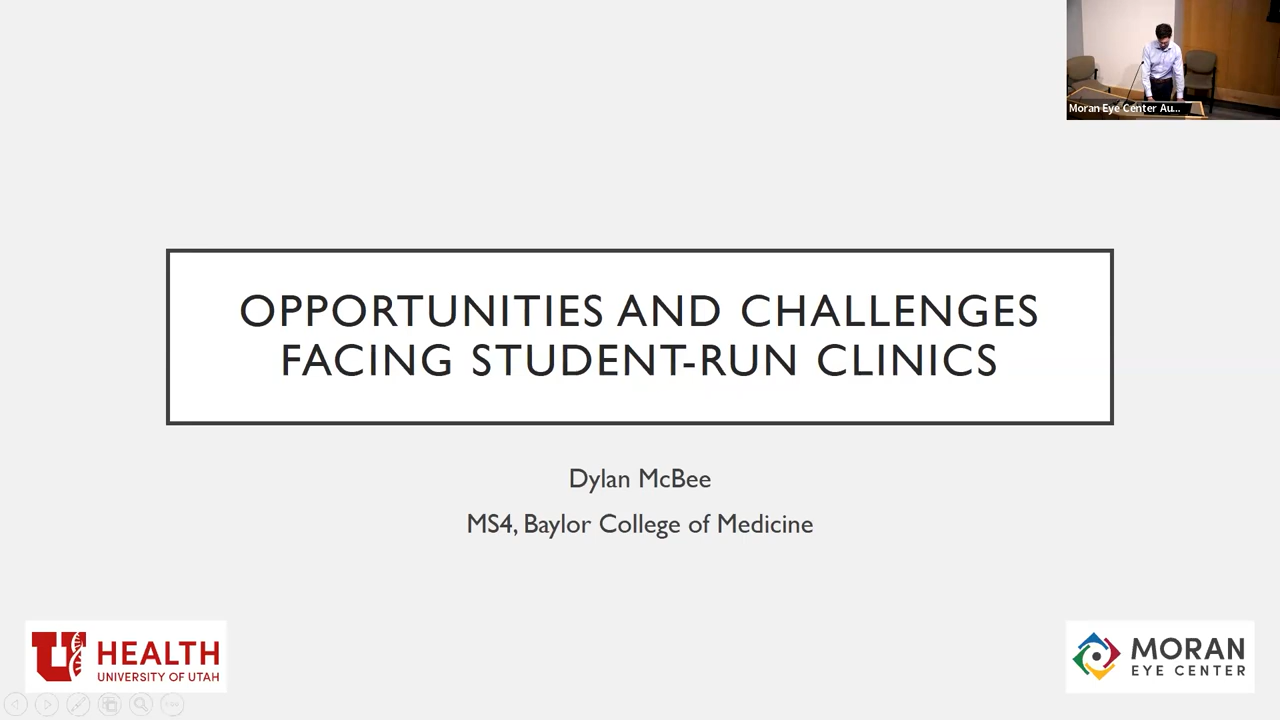 Moran Eye Center Au...
OPPORTUNITIES AND CHALLENGES
FACING STUDENT-RUN CLINICS
Dylan McBee
MS4, Baylor College of Medicine
U HEALTH
UNIVERSITY OF UTAH
MORAN
EYE CENTER